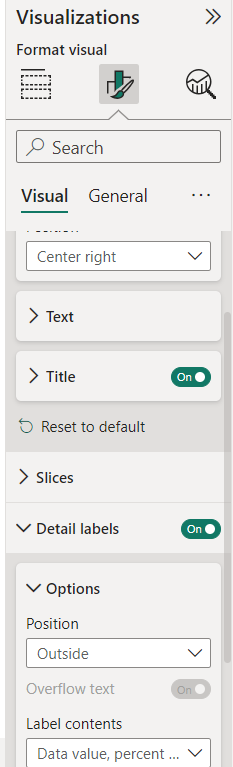 Visualizations
Format visual
Search
Visual General
Position
Center right
Text
Title On
Reset to default
Slices
Detail labels On
Options
Position
Outside
Overflow text On
Label contents
Data value, percent ...